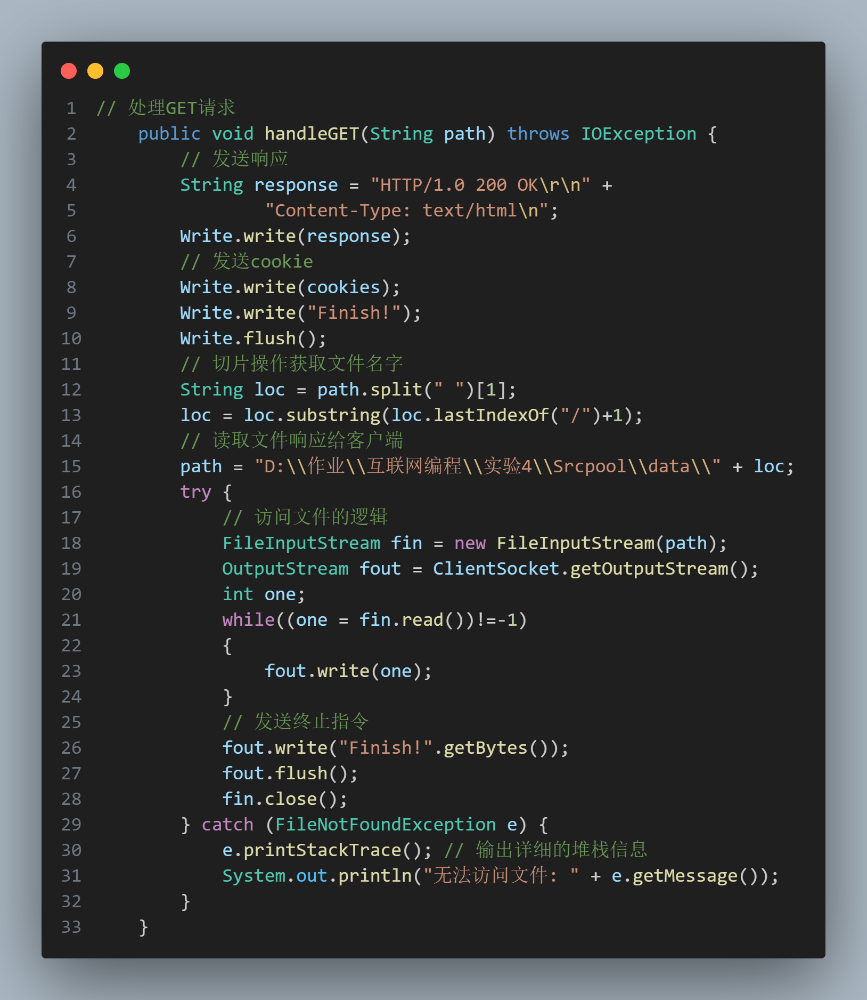 1 // 处理GET请求
2     public void handleGET(String path) throws IOException {
3         // 发送响应
4         String response = "HTTP/1.0 200 OK\r\n" +
5                 "Content-Type: text/html\n";
6         Write.write(response);
7         // 发送cookie
8         Write.write(cookies);
9         Write.write("Finish!");
10         Write.flush();
11         // 切片操作获取文件名字
12         String loc = path.split(" ")[1];
13         loc = loc.substring(loc.lastIndexOf("/")+1);
14         // 读取文件响应给客户端
15         path = "D:\\作业\\互联网编程\\实验4\\Srcpool\\data\\" + loc;
16         try {
17             // 访问文件的逻辑
18             FileInputStream fin = new FileInputStream(path);
19             OutputStream fout = ClientSocket.getOutputStream();
20             int one;
21             while((one = fin.read())!=-1)
22             {
23                 fout.write(one);
24             }
25             // 发送终止指令
26             fout.write("Finish!".getBytes());
27             fout.flush();
28             fin.close();
29         } catch (FileNotFoundException e) {
30             e.printStackTrace(); // 输出详细的堆栈信息
31             System.out.println("无法访问文件: " + e.getMessage());
32         }
33     }